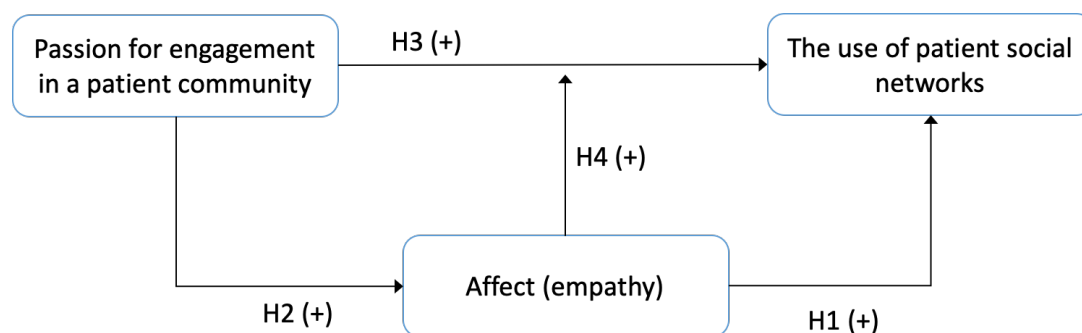 Passion for engagement
in a patient community
H3 (+)
The use of patient social
networks
H4 (+)
Affect (empathy)
H2 (+)
H1 (+)